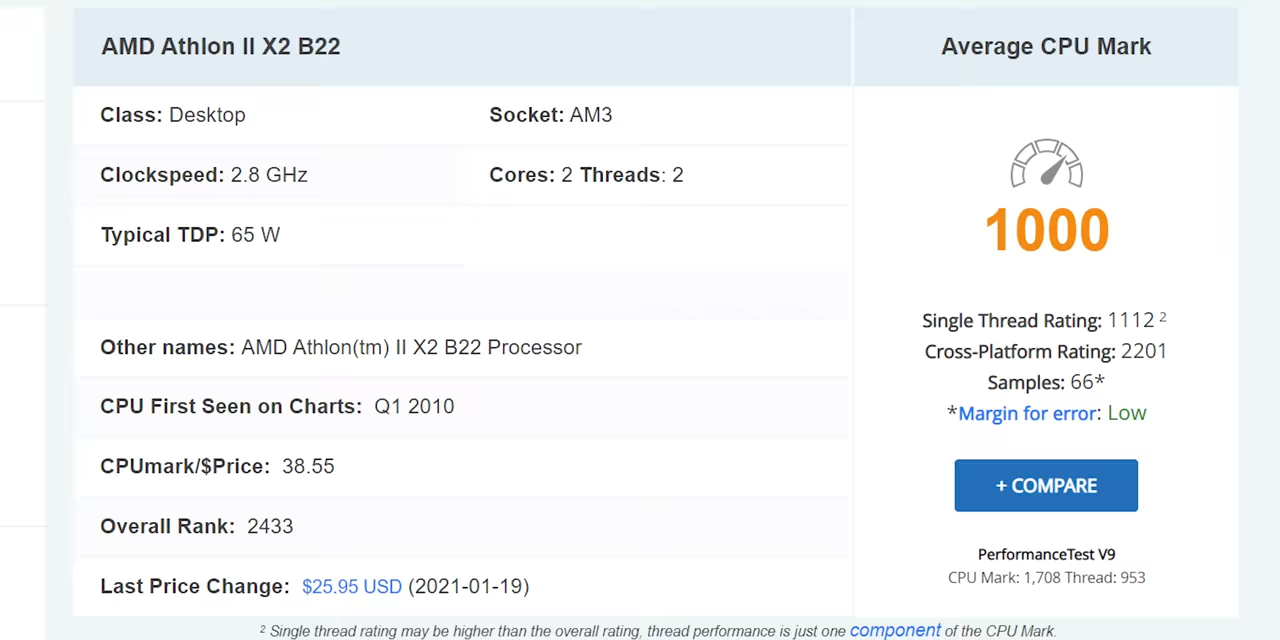 AMD Athlon II X2 B22
Average CPU Mark
Class: Desktop
Socket: AM3
Clockspeed: 2.8 GHz
Cores: 2 Threads: 2
Typical TDP: 65 W
Other names: AMD Athlon(tm) II X2 B22 Processor
CPU First Seen on Charts: Q1 2010
CPUmark/$Price: 38.55
Overall Rank: 2433
Last Price Change: $25.95 USD (2021-01-19)
1000
Single Thread Rating: 1112 ²
Cross-Platform Rating: 2201
Samples: 66*
*Margin for error: Low
+ COMPARE
PerformanceTest V9
CPU Mark: 1,708 Thread: 953
² Single thread rating may be higher than the overall rating, thread performance is just one component of the CPU Mark.